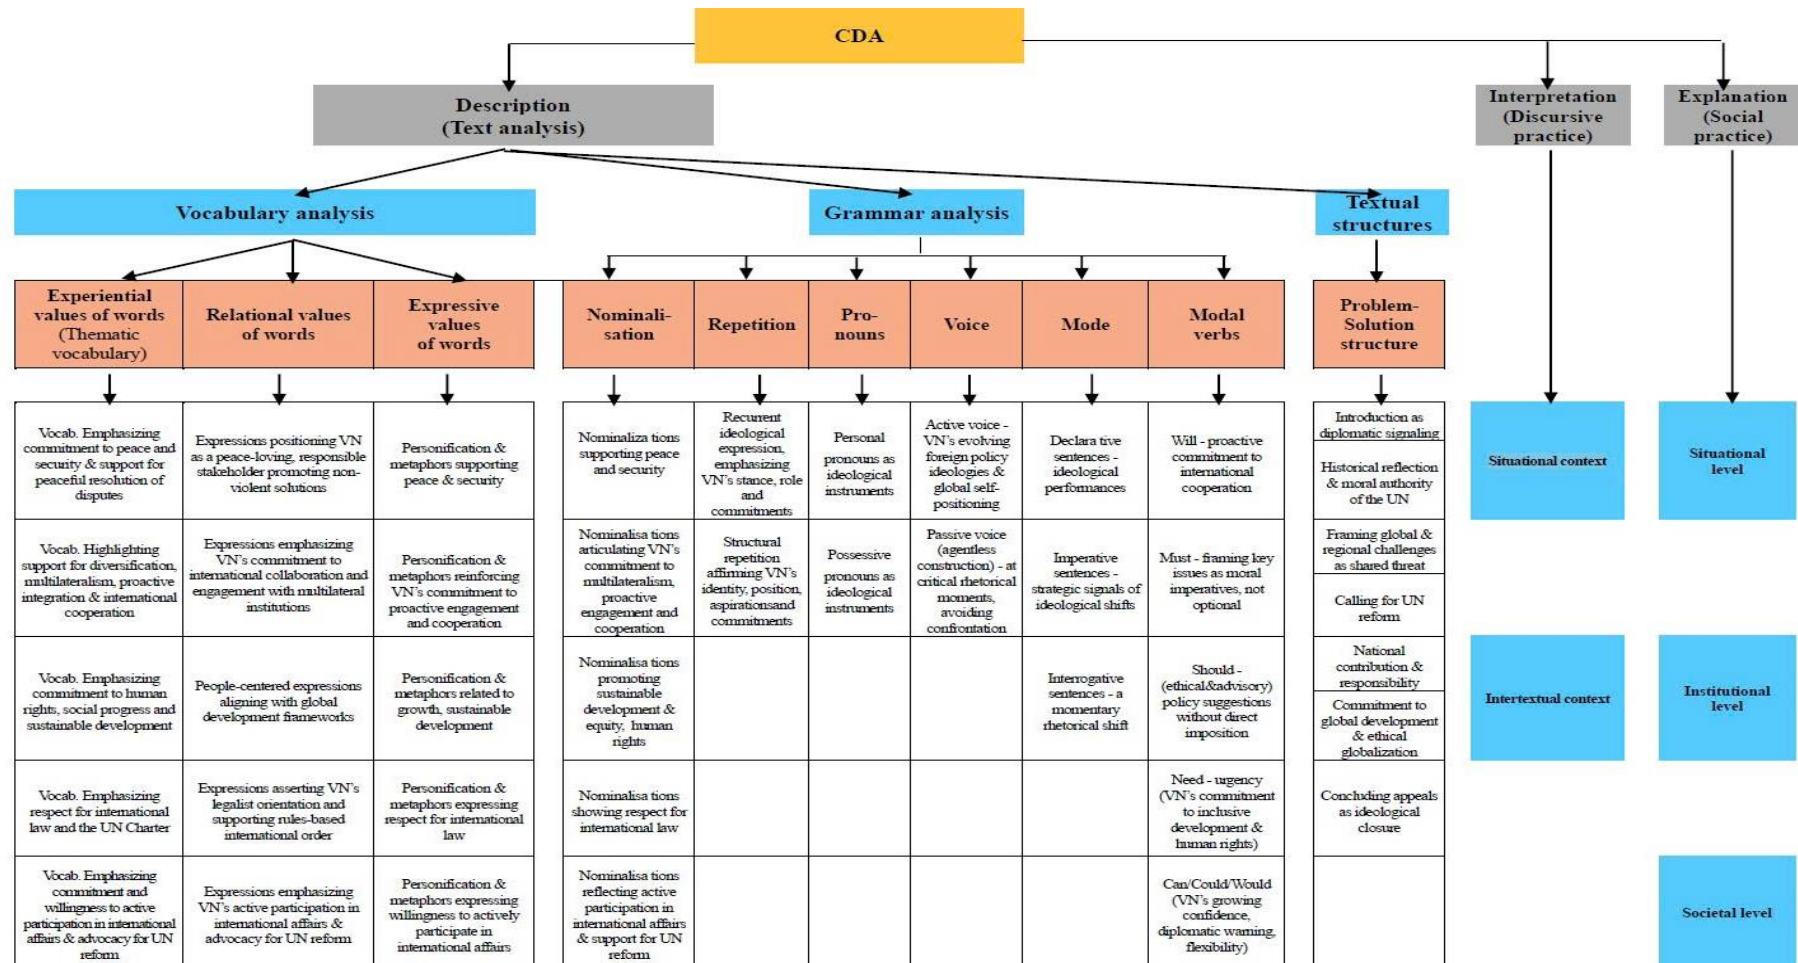 CDA
Description
(Text analysis)
Interpretation
(Discursive
practice)
Explanation
(Social
practice)
Vocabulary analysis
Grammar analysis
Textual
structures
Experiential
values of words
(Thematic
vocabulary)
Relational values
of words
Expressive
values
of words
Nominali-
sation
Repetition
Pro-
nouns
Voice
Mode
Modal
verbs
Problem-
Solution
structure
Vocab. Emphasizing
commitment to peace and
security & support for
peaceful resolution of
disputes
Expressions positioning VN
as a peace-loving, responsible
stakeholder promoting non-
violent solutions
Personification &
metaphors supporting
peace & security
Nominaliza tions
supporting peace
and security
Recurrent
ideological
expression,
emphasizing
VN's stance, role
and
commitments
Personal
pronouns as
ideological
instruments
Active voice -
VN's evolving
foreign policy
ideologies &
global self-
positioning
Declara tive
sentences -
ideological
performances
Will - proactive
commitment to
international
cooperation
Introduction as
diplomatic signaling
Historical reflection
& moral authority
of the UN
Situational context
Situational
level
Vocab. Highlighting
support for diversification,
multilateralism, proactive
integration & international
cooperation
Expressions emphasizing
VN's commitment to
international collaboration and
engagement with multilateral
institutions
Personification &
metaphors reinforcing
VN's commitment to
proactive engagement
and cooperation
Nominalisa tions
articulating VN's
commitment to
multilateralism,
proactive
engagement and
cooperation
Structural
repetition
affirming VN's
identity, position,
aspirationsand
commitments
Possessive
pronouns as
ideological
instruments
Passive voice
(agentless
construction) - at
critical rhetorical
moments,
avoiding
confrontation
Imperative
sentences -
strategic signals of
ideological shifts
Must - framing key
issues as moral
imperatives, not
optional
Framing global &
regional challenges
as shared threat
Calling for UN
reform
Vocab. Emphasizing
commitment to human
rights, social progress and
sustainable development
People-centered expressions
aligning with global
development frameworks
Personification &
metaphors related to
growth, sustainable
development
Nominalisa tions
promoting
sustainable
development &
equity, human
rights
Interrogative
sentences - a
momentary
rhetorical shift
Should -
(ethical&advisory)
policy suggestions
without direct
imposition
National
contribution &
responsibility
Commitment to
global development
& ethical
globalization
Intertextual context
Institutional
level
Vocab. Emphasizing
respect for international
law and the UN Charter
Expressions asserting VN's
legalist orientation and
supporting rules-based
international order
Personification &
metaphors expressing
respect for international
law
Nominalisa tions
showing respect for
international law
Need - urgency
(VN's commitment
to inclusive
development &
human rights)
Concluding appeals
as ideological
closure
Vocab. Emphasizing
commitment and
willingness to active
participation in international
affairs & advocacy for UN
reform
Expressions emphasizing
VN's active participation in
international affairs &
advocacy for UN reform
Personification &
metaphors expressing
willingness to actively
participate in
international affairs
Nominalisa tions
reflecting active
participation in
international affairs
& support for UN
reform
Can/Could/Would
(VN's growing
confidence,
diplomatic warning,
flexibility)
Societal level